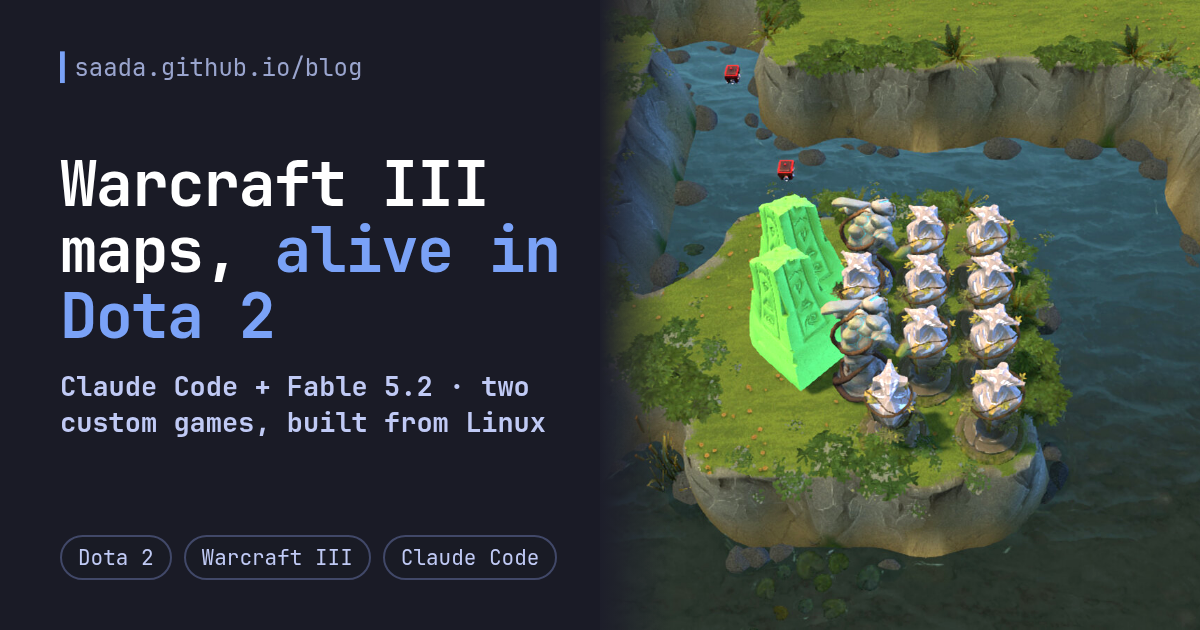 saada.github.io/blog
Warcraft III
maps, alive in
Dota 2
Claude Code + Fable 5.2 · two
custom games, built from Linux
Dota 2
Warcraft III
Claude Code